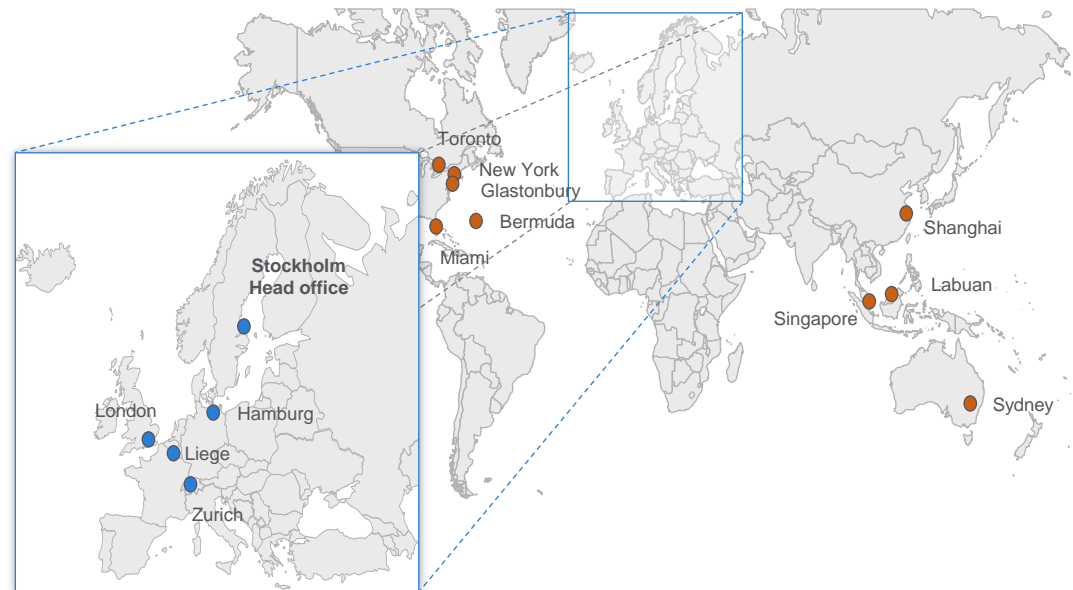 Toronto
New York
Glastonbury
Bermuda
Miami
Shanghai
Labuan
Singapore
Sydney
Stockholm
Head office
London
Hamburg
Liege
Zurich